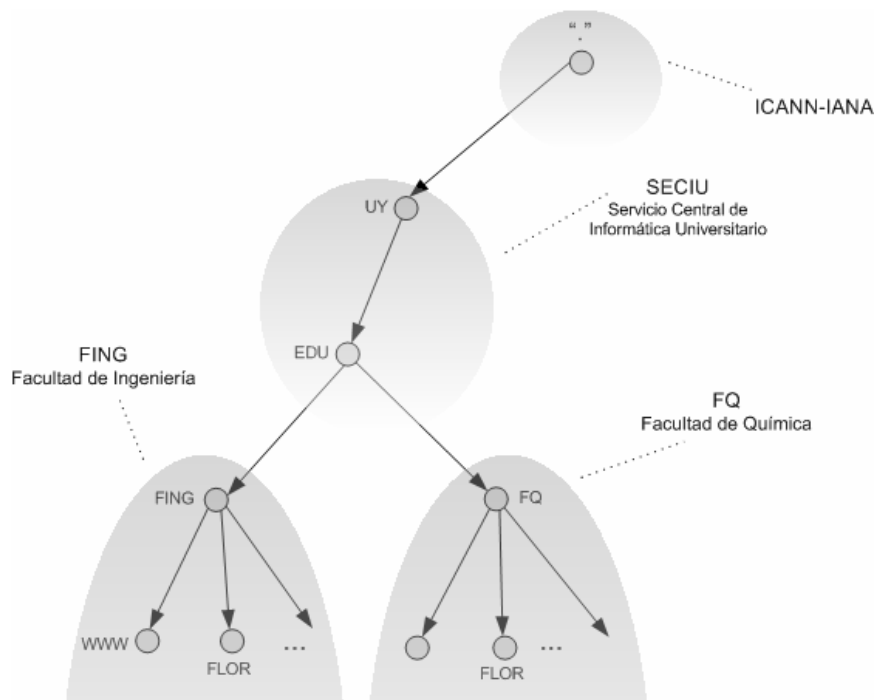 “ . ”
ICANN-IANA
SECIU
Servicio Central de
Informática Universitario
UY
EDU
FING
Facultad de Ingeniería
FQ
Facultad de Química
FING
FQ
WWW
FLOR
...
FLOR
...